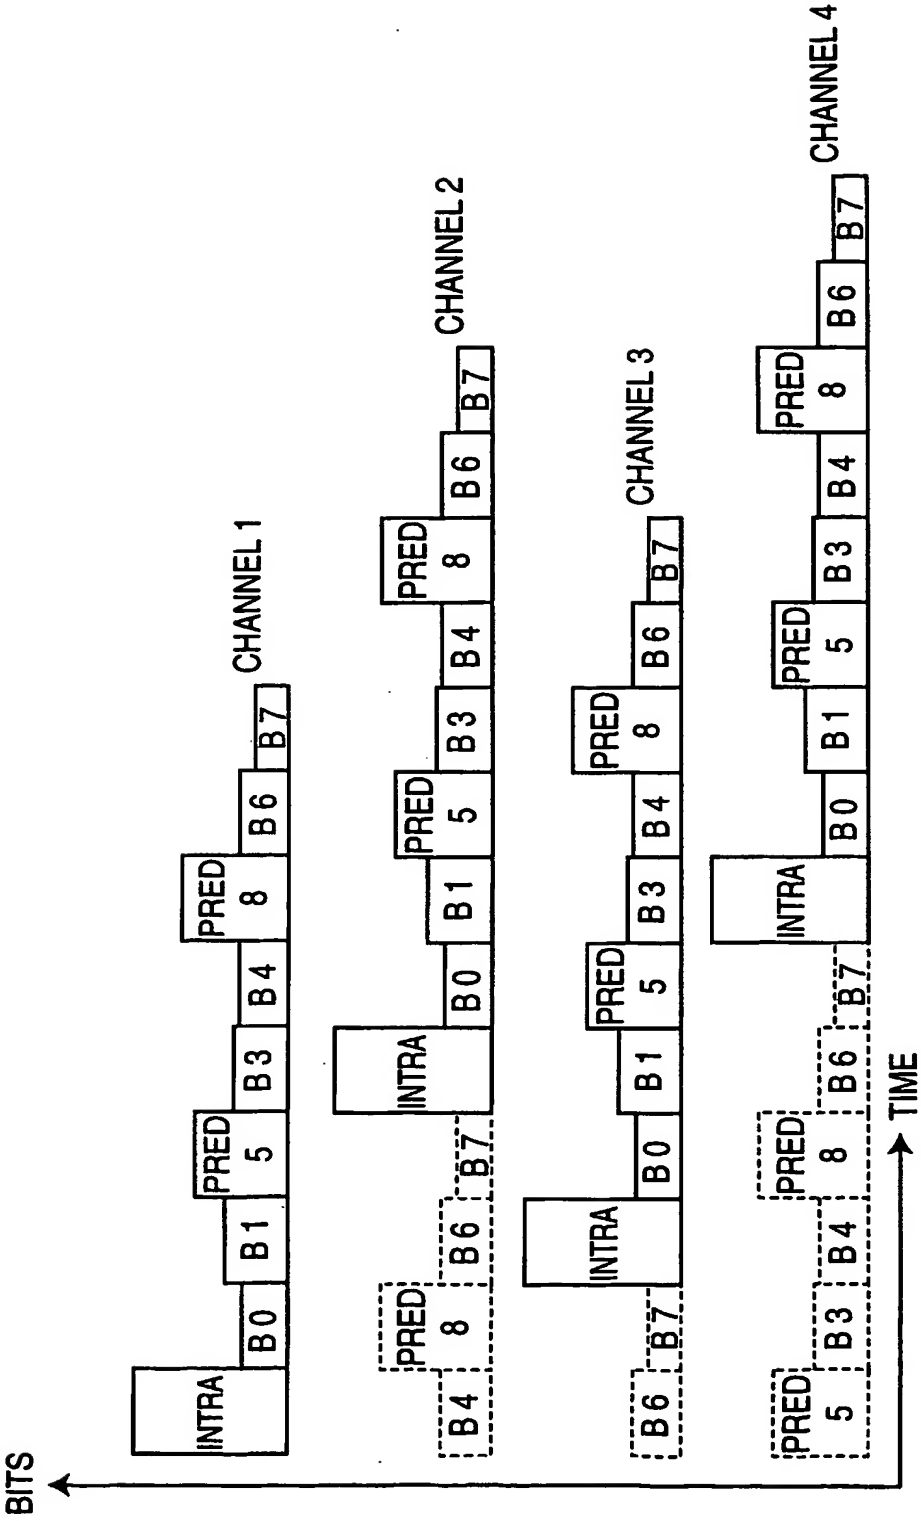 BITS
CHANNEL 1
INTRA
B0
B1
PRED
5
B3
B4
PRED
8
B6
B7
CHANNEL 2
B4
PRED
8
B6
B7
INTRA
B0
B1
PRED
5
B3
B4
PRED
8
B6
B7
CHANNEL 3
B6
B7
INTRA
B0
B1
PRED
5
B3
B4
PRED
8
B6
B7
CHANNEL 4
PRED
5
B3
B4
PRED
8
B6
B7
INTRA
B0
B1
PRED
5
B3
B4
PRED
8
B6
B7
TIME